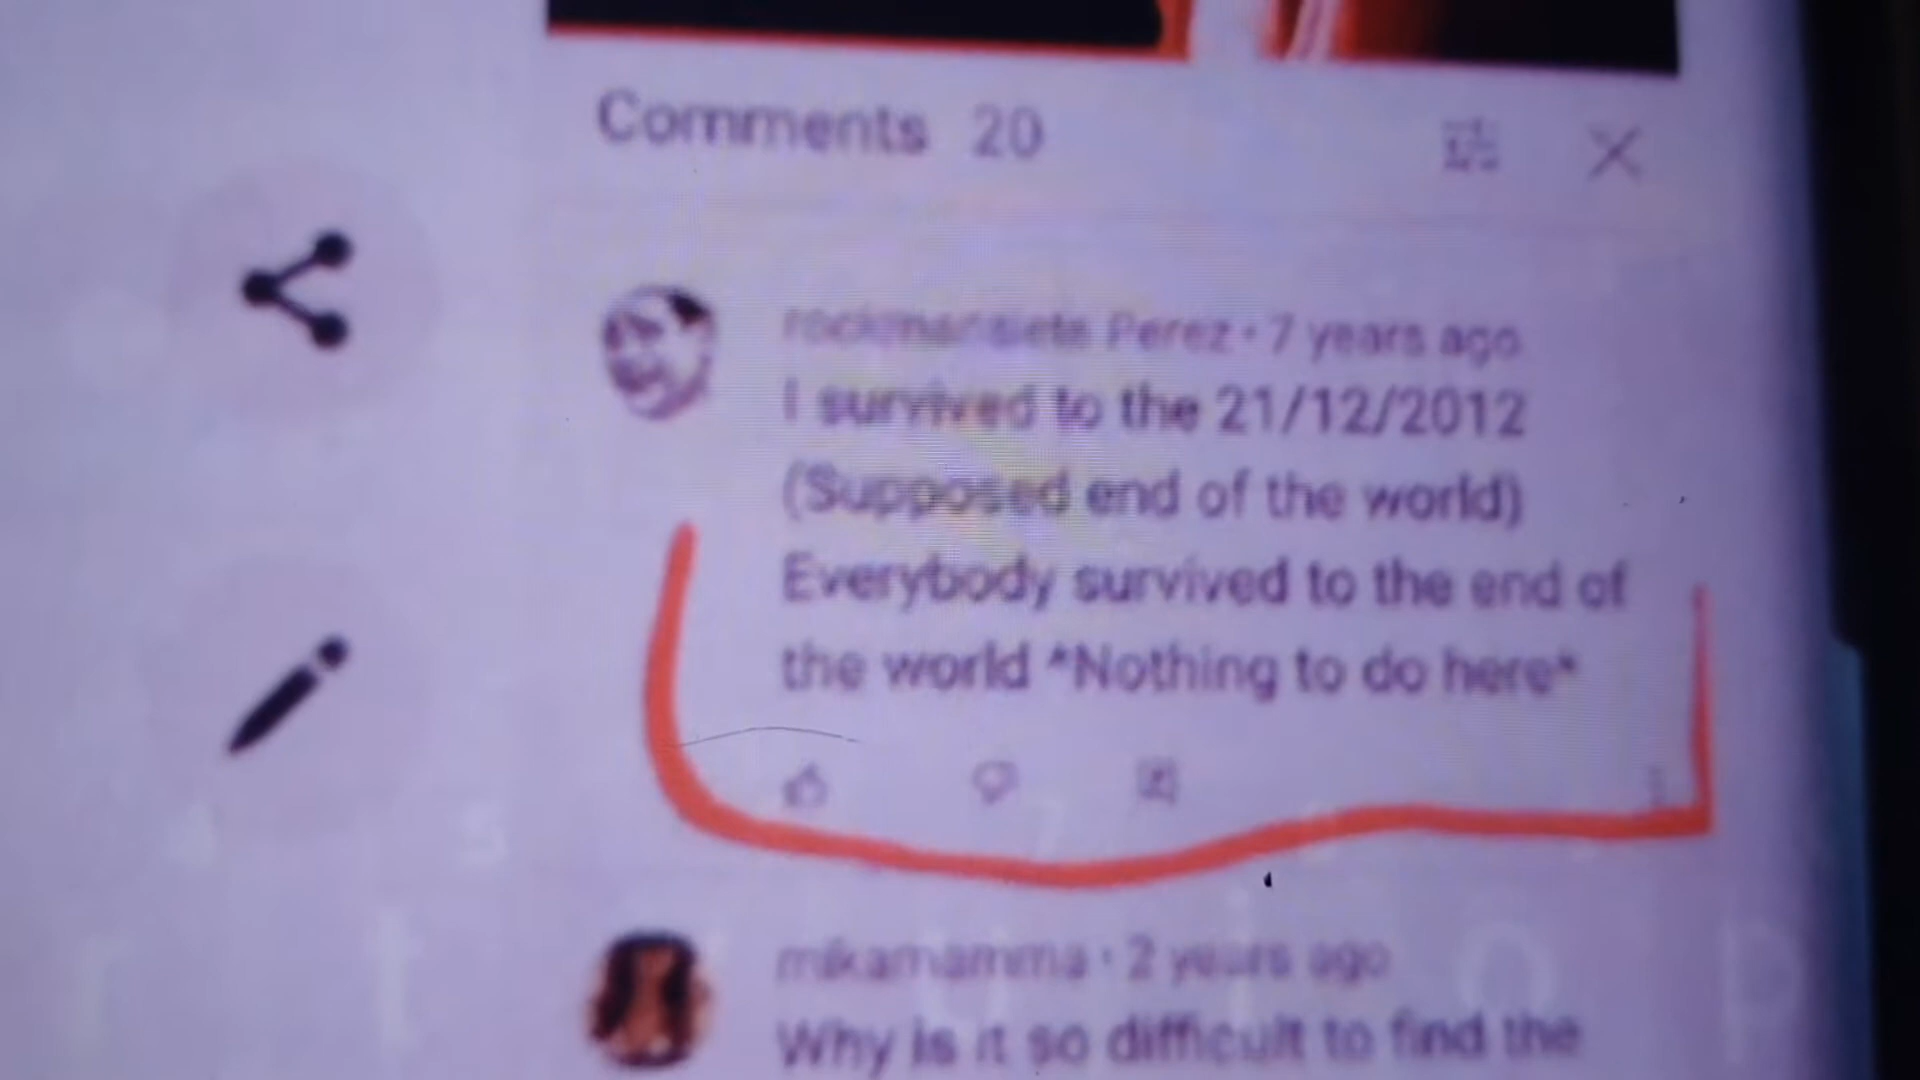 Comments 20
Perez · 7 years ago
I survived to the 21/12/2012
(Supposed end of the world)
Everybody survived to the end of
the world *Nothing to do here*
mikamamma · 2 years ago
Why is it so difficult to find the